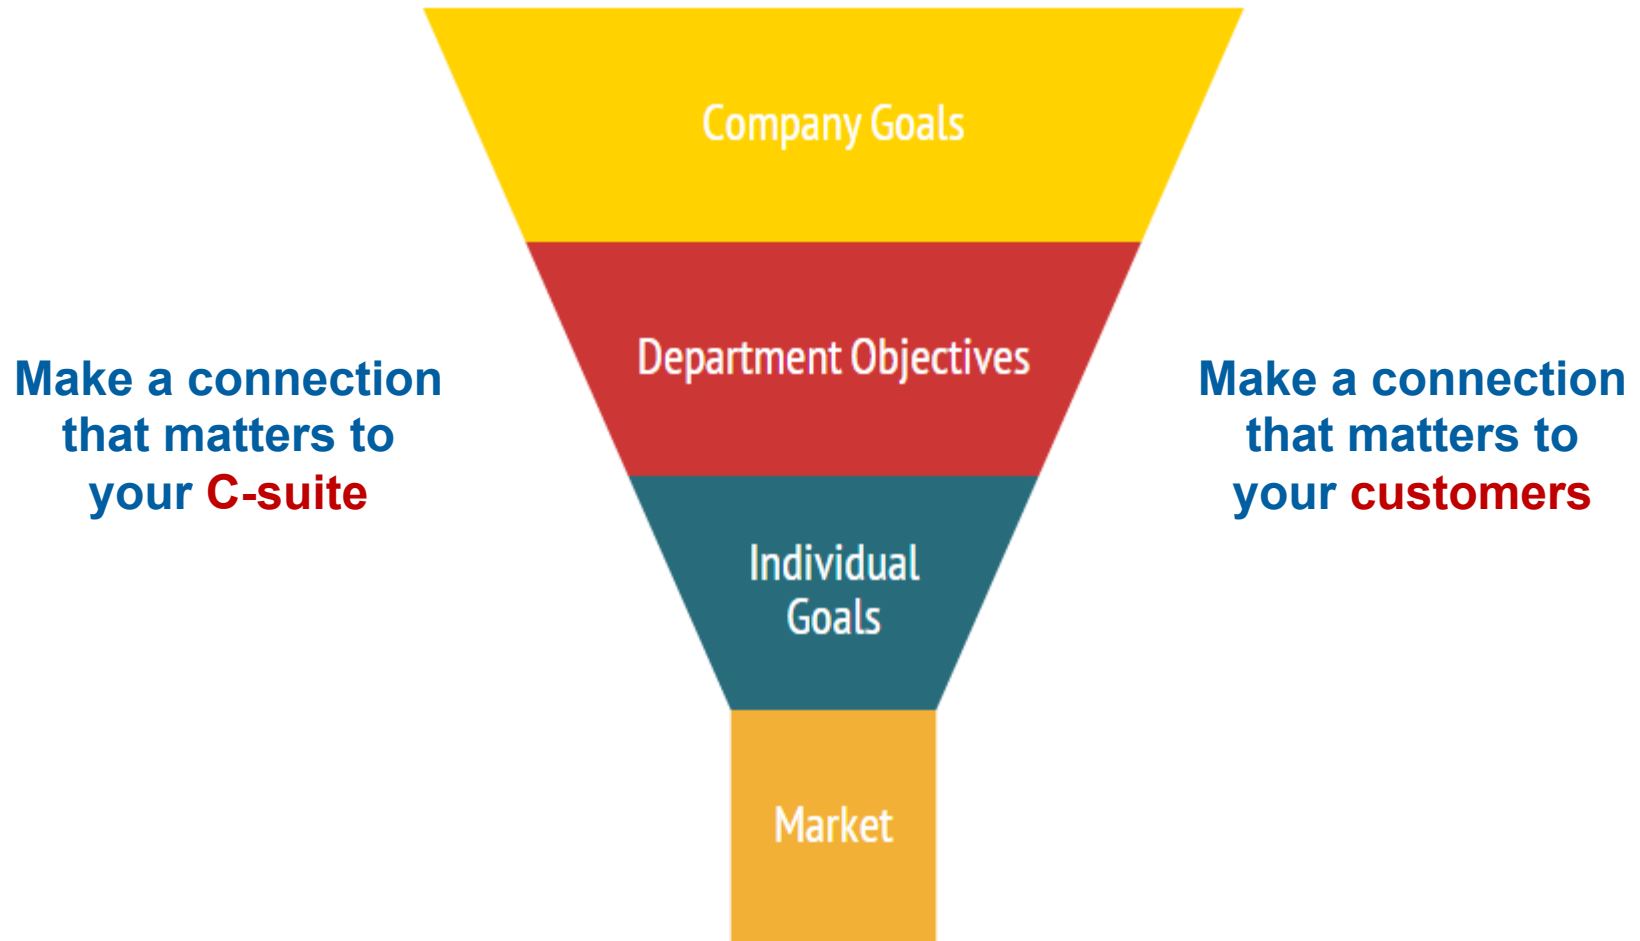 Company Goals
Department Objectives
Make a connection
that matters to
your C-suite
Make a connection
that matters to
your customers
Individual
Goals
Market